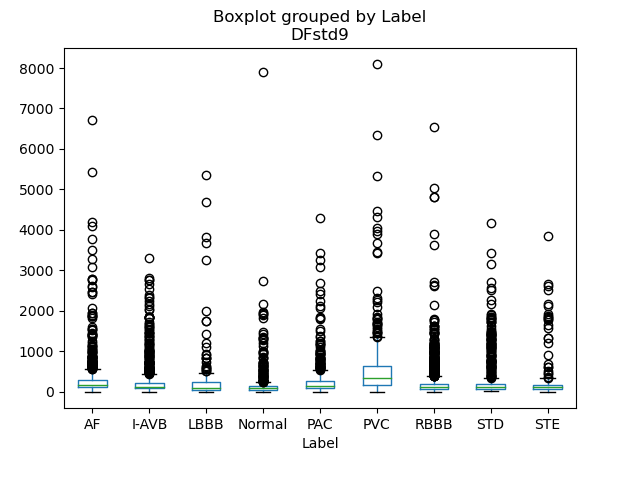 Boxplot grouped by Label
DFstd9
8000
7000
6000
5000
4000
3000
2000
1000
0
AF I-AVB LBBB Normal PAC PVC RBBB STD STE
Label